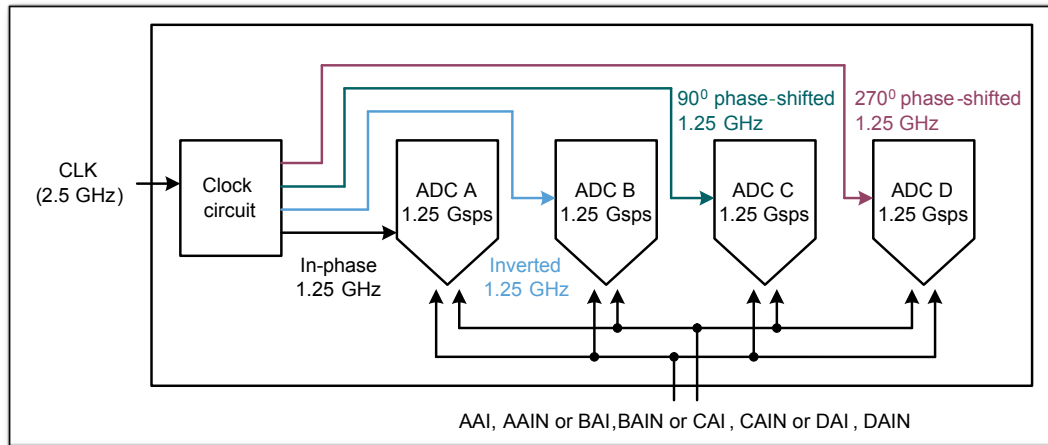 CLK
(2.5 GHz)
Clock
circuit
In-phase
1.25 GHz
ADC A
1.25 Gsps
Inverted
1.25 GHz
ADC B
1.25 Gsps
90⁰ phase-shifted
1.25 GHz
ADC C
1.25 Gsps
270⁰ phase-shifted
1.25 GHz
ADC D
1.25 Gsps
AAI, AAIN or BAI,BAIN or CAI , CAIN or DAI , DAIN